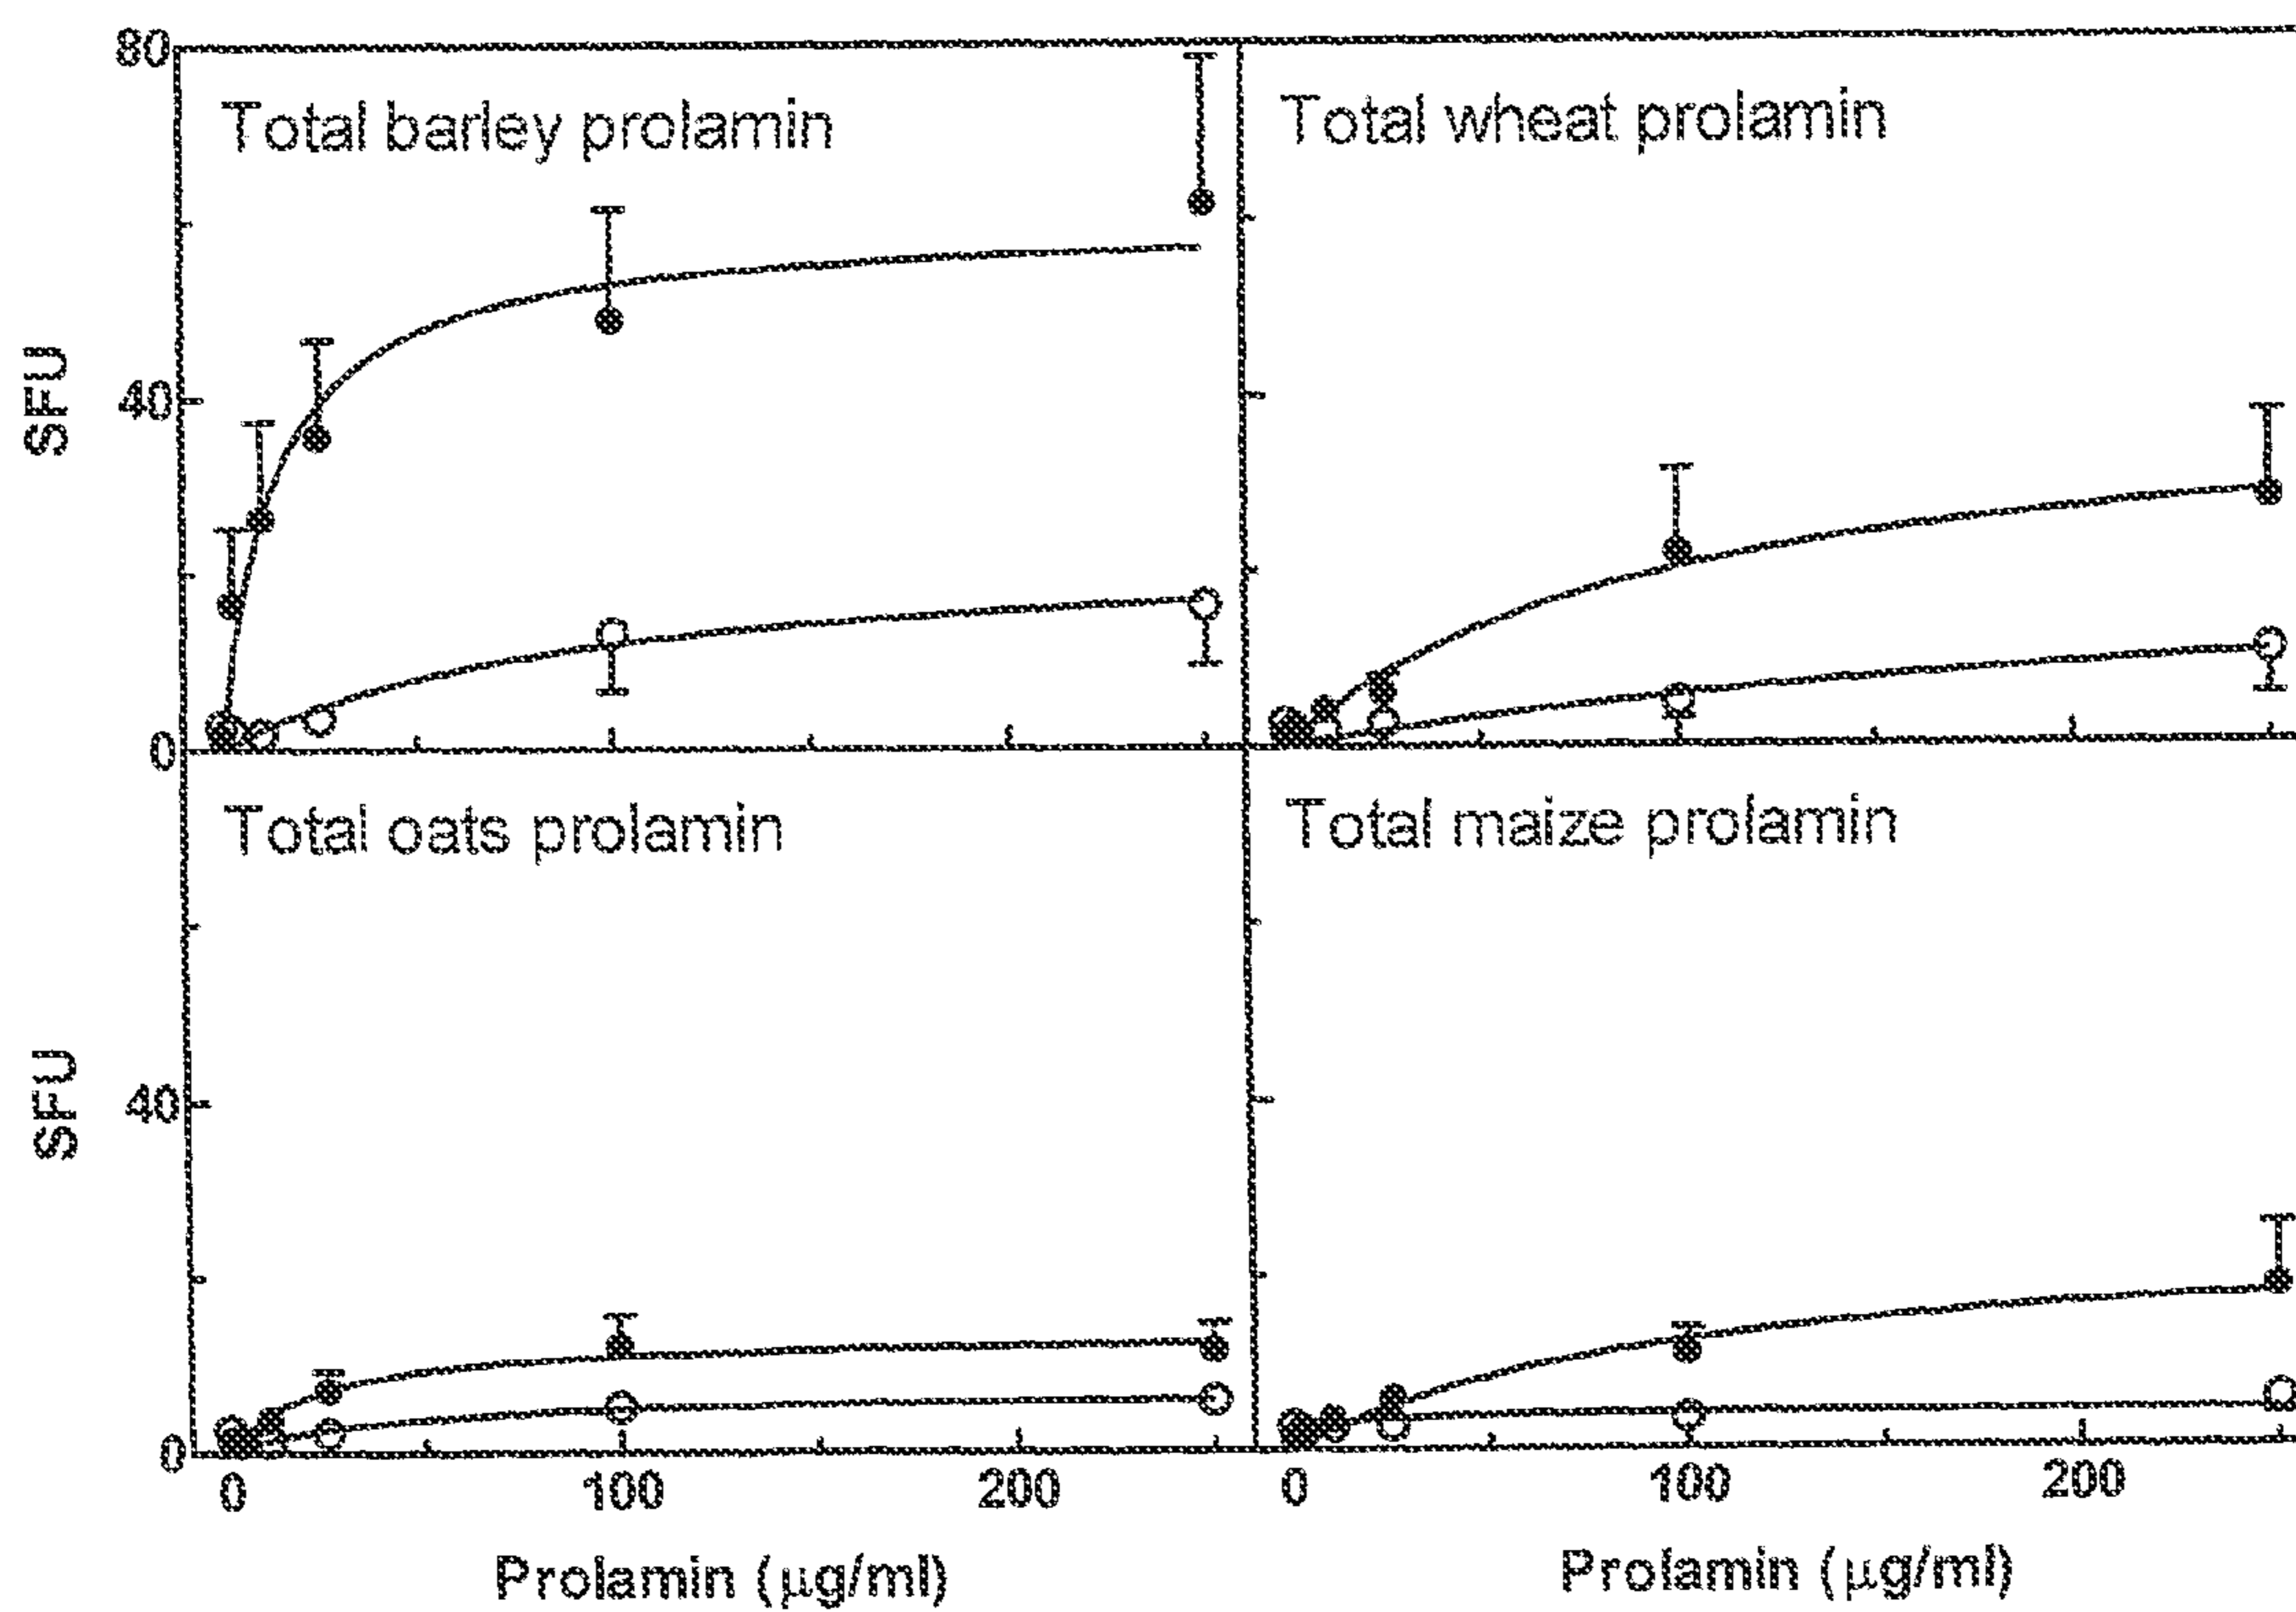 80
Total barley prolamin
Total wheat prolamin
SFU
40
0
Total oats prolamin
Total maize prolamin
SFU
40
0
0
100
200
0
100
200
Prolamin (μg/ml)
Prolamin (μg/ml)